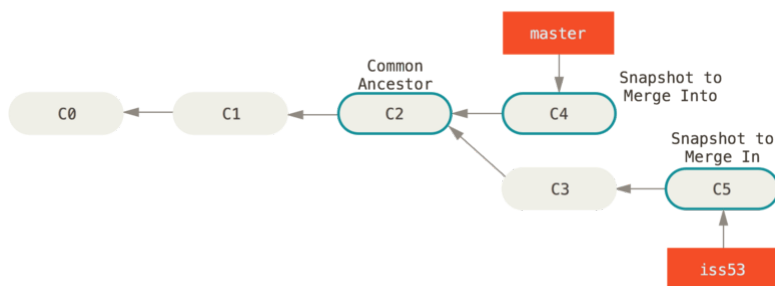 master
Common
Ancestor
Snapshot to
Merge Into
C0
C1
C2
C4
Snapshot to
Merge In
C3
C5
iss53